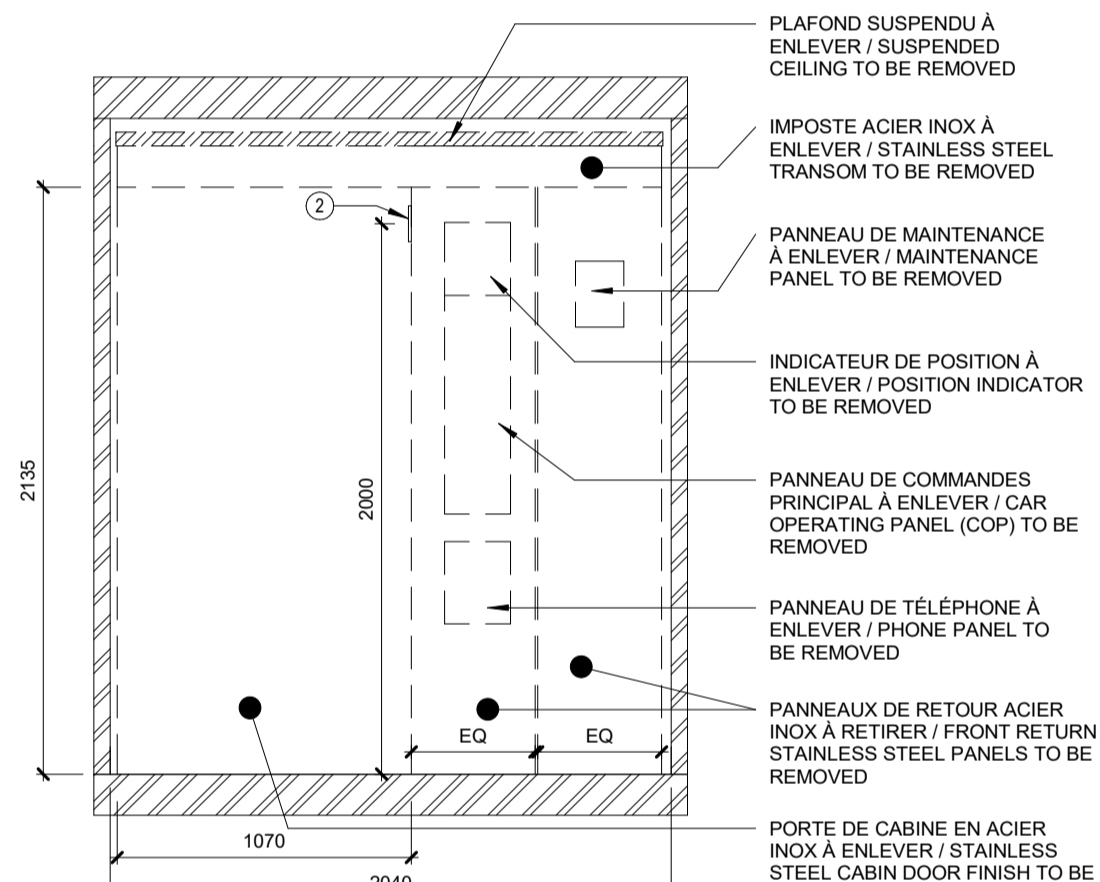 PLAFOND SUSPENDU À
ENLEVER / SUSPENDED
CEILING TO BE REMOVED
IMPOSTE ACIER INOX À
ENLEVER / STAINLESS STEEL
TRANSOM TO BE REMOVED
2
PANNEAU DE MAINTENANCE
À ENLEVER / MAINTENANCE
PANEL TO BE REMOVED
INDICATEUR DE POSITION À
ENLEVER / POSITION INDICATOR
TO BE REMOVED
2135
2000
PANNEAU DE COMMANDES
PRINCIPAL À ENLEVER / CAR
OPERATING PANEL (COP) TO BE
REMOVED
PANNEAU DE TÉLÉPHONE À
ENLEVER / PHONE PANEL TO
BE REMOVED
EQ
EQ
PANNEAUX DE RETOUR ACIER
INOX À RETIRER / FRONT RETURN
STAINLESS STEEL PANELS TO BE
REMOVED
1070
2040
PORTE DE CABINE EN ACIER
INOX À ENLEVER / STAINLESS
STEEL CABIN DOOR FINISH TO BE